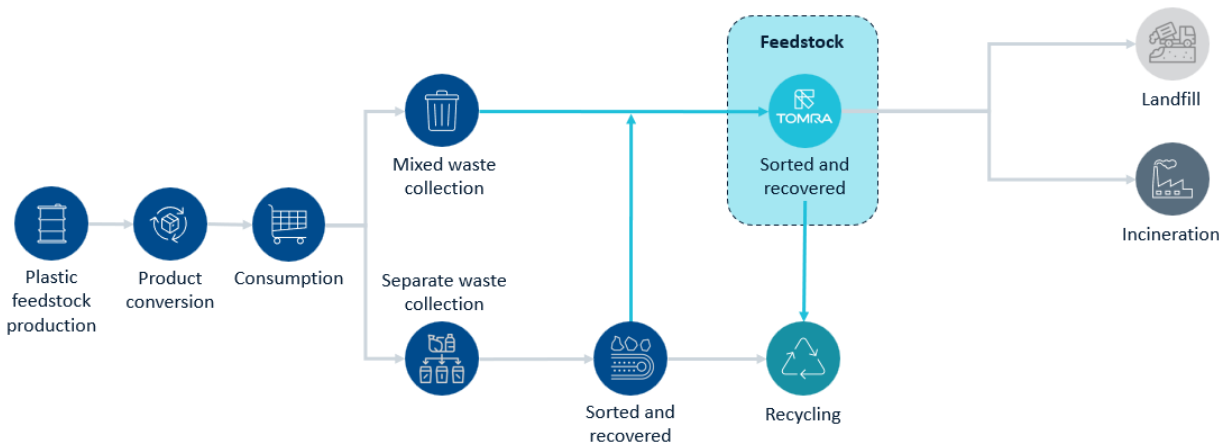 Feedstock
TOMRA
Sorted and
recovered
Landfill
Incineration
Mixed waste
collection
Plastic
feedstock
production
Product
conversion
Consumption
Separate waste
collection
Sorted and
recovered
Recycling